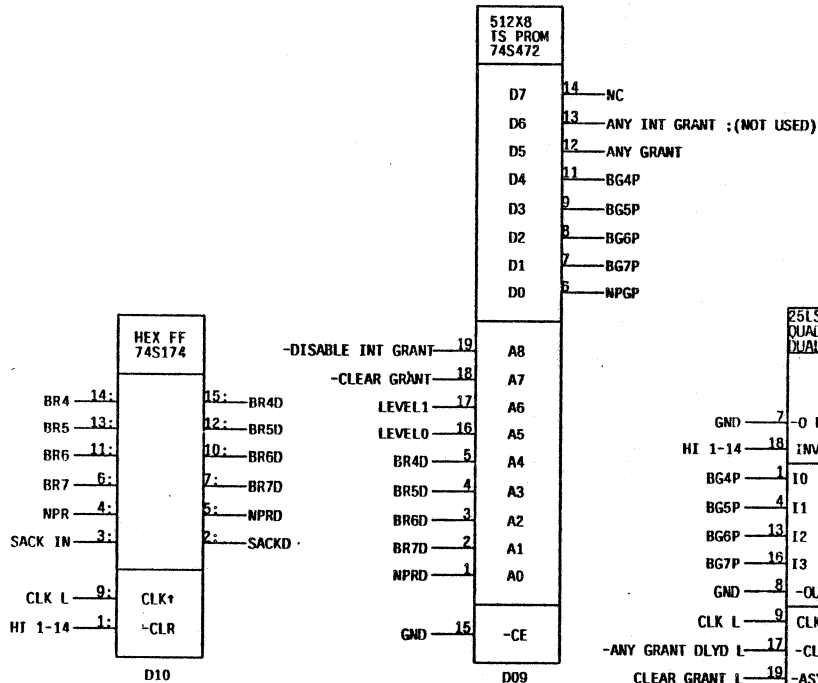 512X8
TS PROM
74S472
D7 14 NC
D6 13 ANY INT GRANT ;(NOT USED)
D5 12 ANY GRANT
D4 11 BG4P
D3 9 BG5P
D2 8 BG6P
D1 7 BG7P
D0 6 NPGP
-DISABLE INT GRANT 19 A8
-CLEAR GRANT 18 A7
LEVEL1 17 A6
LEVEL0 16 A5
BR4D 5 A4
BR5D 4 A3
BR6D 3 A2
BR7D 2 A1
NPRD 1 A0
GND 15 -CE
D09
HEX FF
74S174
BR4 14: 15: BR4D
BR5 13: 12: BR5D
BR6 11: 10: BR6D
BR7 6: 7: BR7D
NPR 4: 5: NPRD
SACK IN 3: 2: SACKD
CLK L 9: CLK↑
HI 1-14 1: -CLR
D10
25LS
QUAD
DUAL
GND 7 -O
HI 1-14 18 INV
BG4P 1 I0
BG5P 4 I1
BG6P 13 I2
BG7P 16 I3
GND 8 -OU
CLK L 9 CLK
-ANY GRANT DLYD L 17 -CL
CLEAR GRANT L 19 -AS